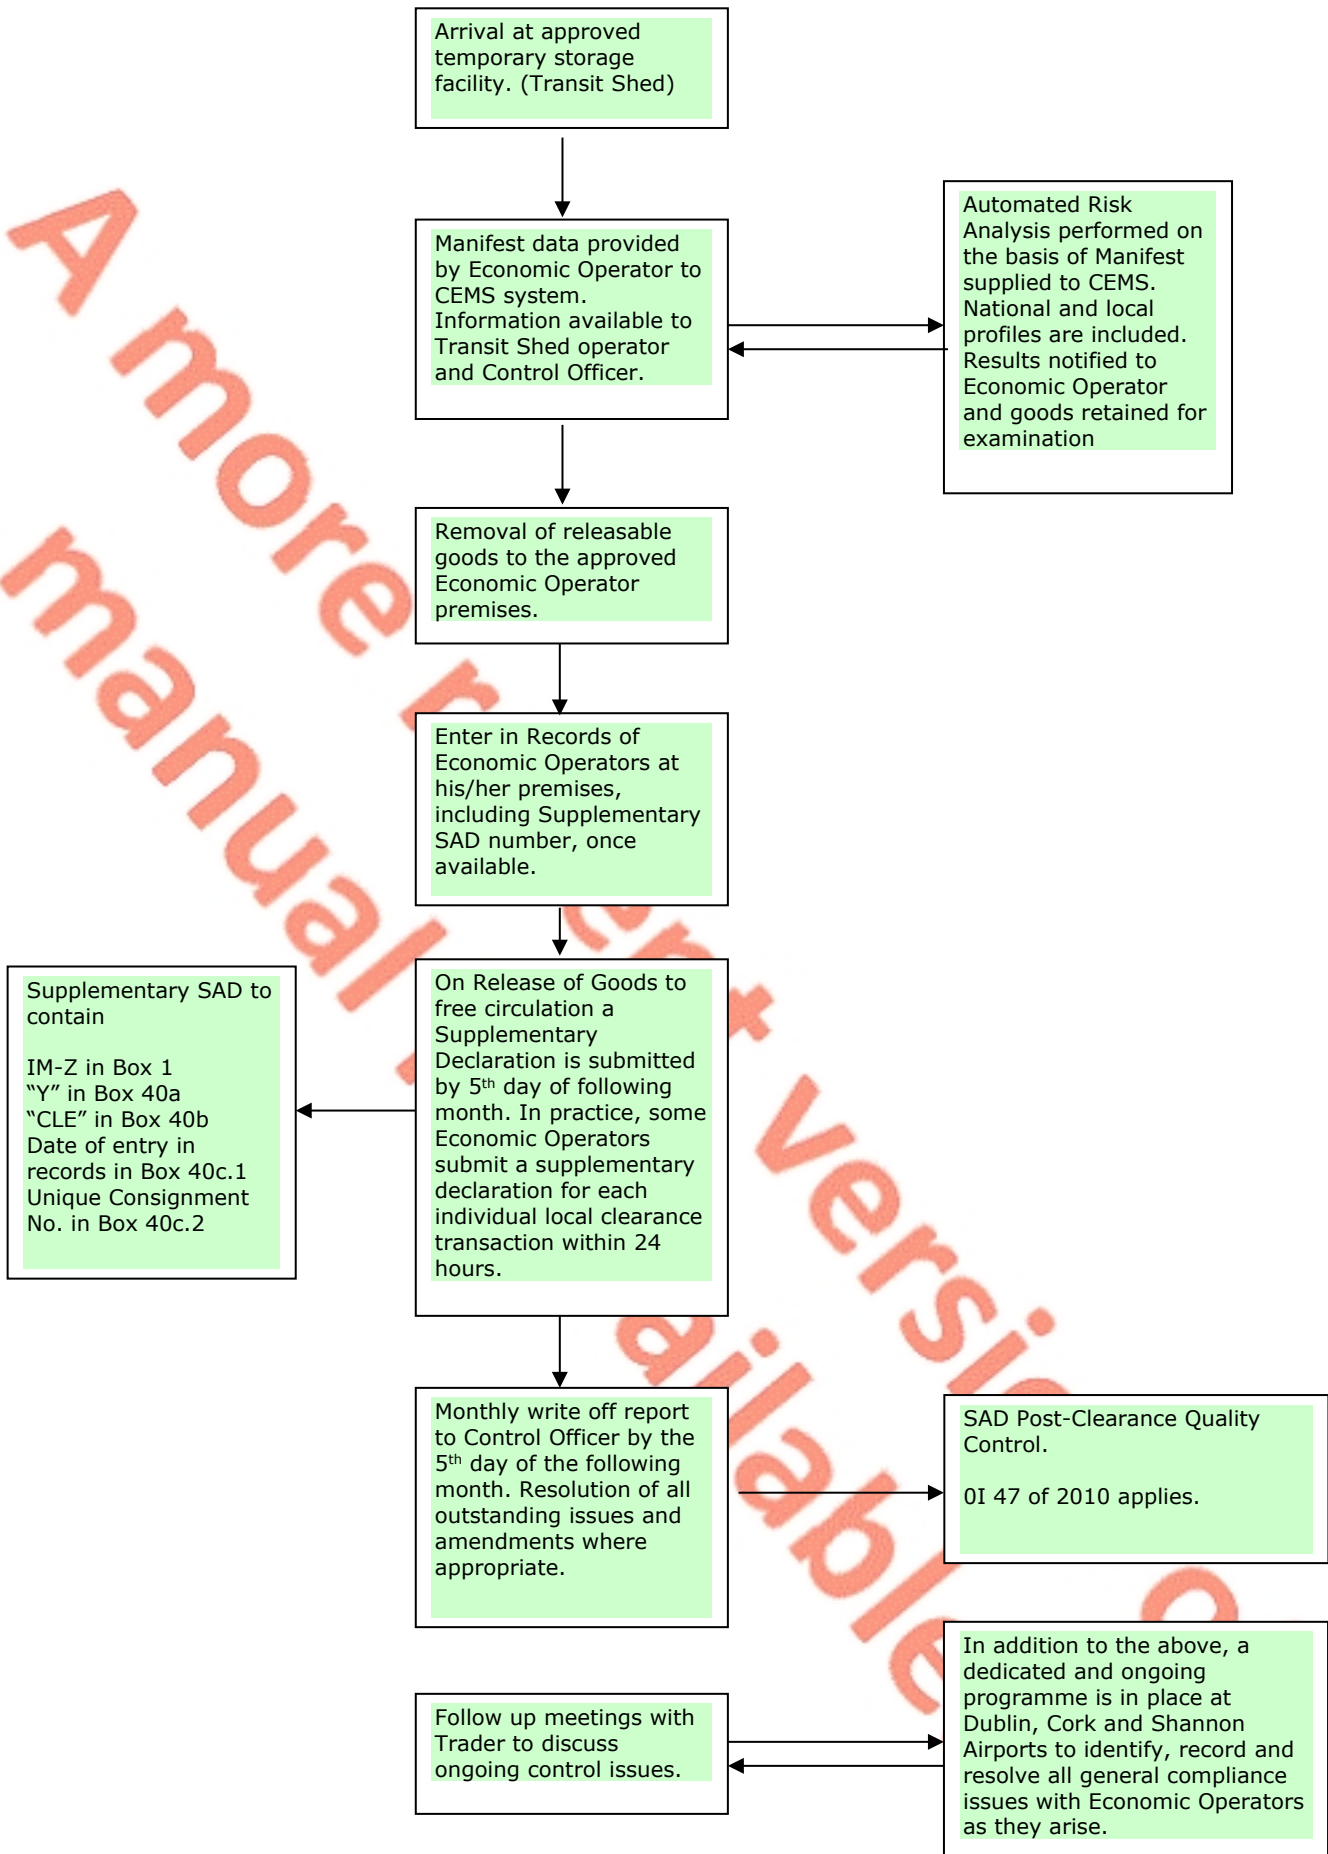 Arrival at approved
temporary storage
facility. (Transit Shed)
Manifest data provided
by Economic Operator to
CEMS system.
Information available to
Transit Shed operator
and Control Officer.
Automated Risk
Analysis performed on
the basis of Manifest
supplied to CEMS.
National and local
profiles are included.
Results notified to
Economic Operator
and goods retained for
examination
Removal of releasable
goods to the approved
Economic Operator
premises.
Enter in Records of
Economic Operators at
his/her premises,
including Supplementary
SAD number, once
available.
On Release of Goods to
free circulation a
Supplementary
Declaration is submitted
by 5th day of following
month. In practice, some
Economic Operators
submit a supplementary
declaration for each
individual local clearance
transaction within 24
hours.
Supplementary SAD to
contain
IM-Z in Box 1
“Y” in Box 40a
“CLE” in Box 40b
Date of entry in
records in Box 40c.1
Unique Consignment
No. in Box 40c.2
Monthly write off report
to Control Officer by the
5th day of the following
month. Resolution of all
outstanding issues and
amendments where
appropriate.
SAD Post-Clearance Quality
Control.
0I 47 of 2010 applies.
Follow up meetings with
Trader to discuss
ongoing control issues.
In addition to the above, a
dedicated and ongoing
programme is in place at
Dublin, Cork and Shannon
Airports to identify, record and
resolve all general compliance
issues with Economic Operators
as they arise.
A more
version
manual